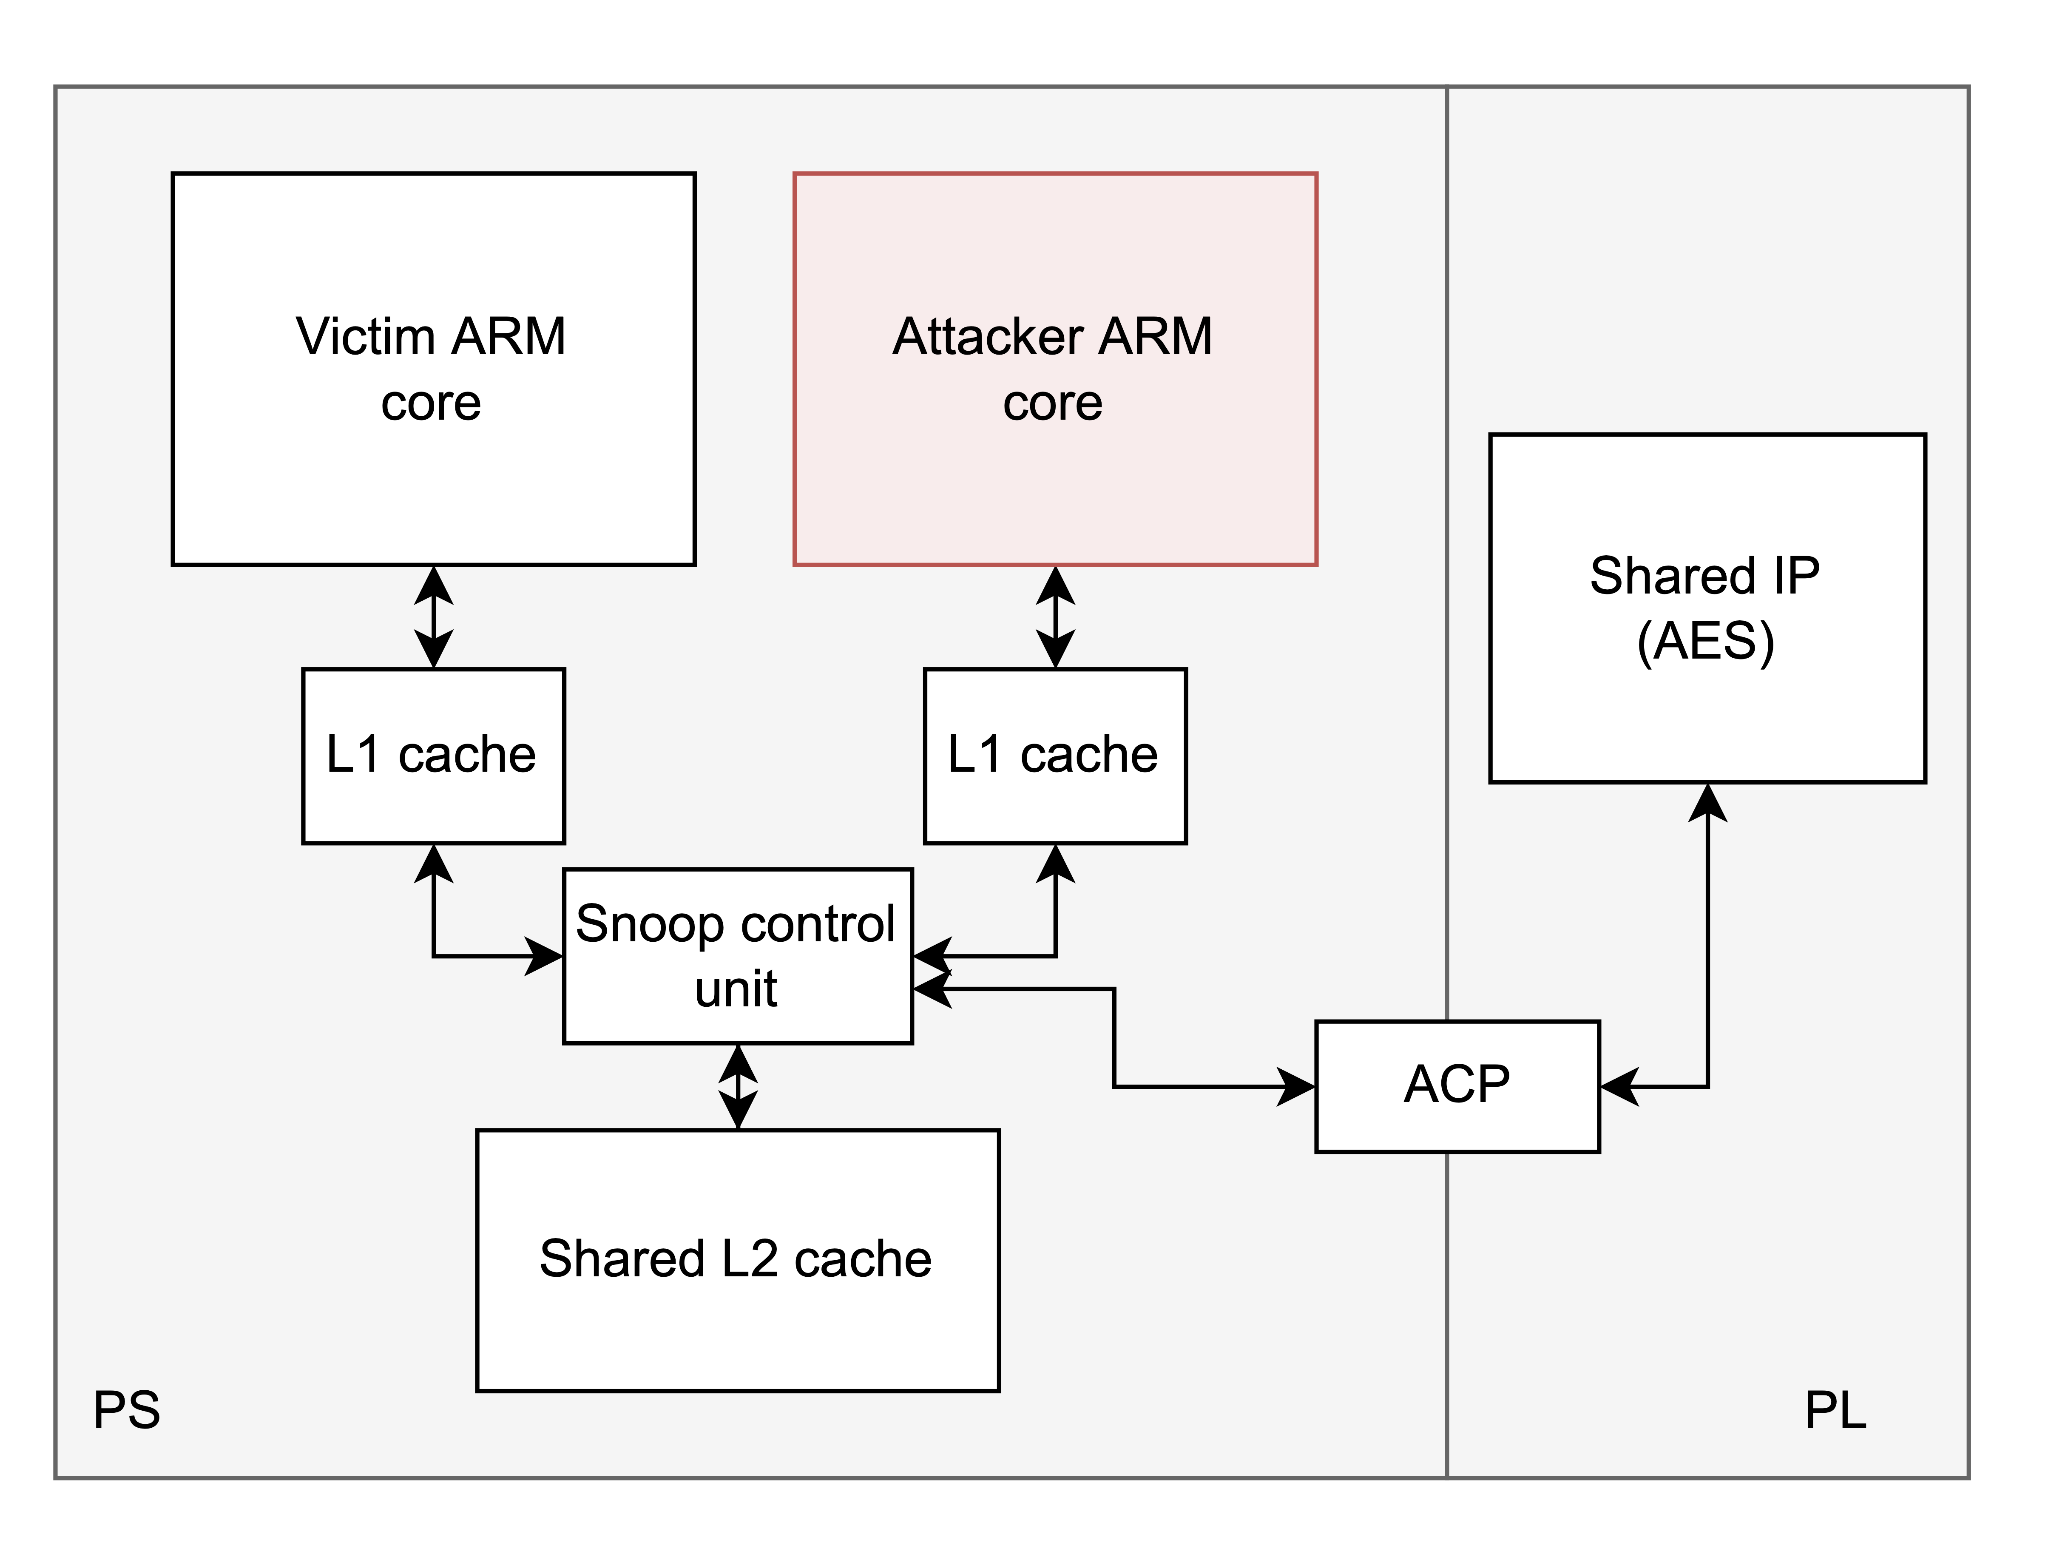 Victim ARM
core
Attacker ARM
core
Shared IP
(AES)
L1 cache
L1 cache
Snoop control
unit
ACP
Shared L2 cache
PS
PL